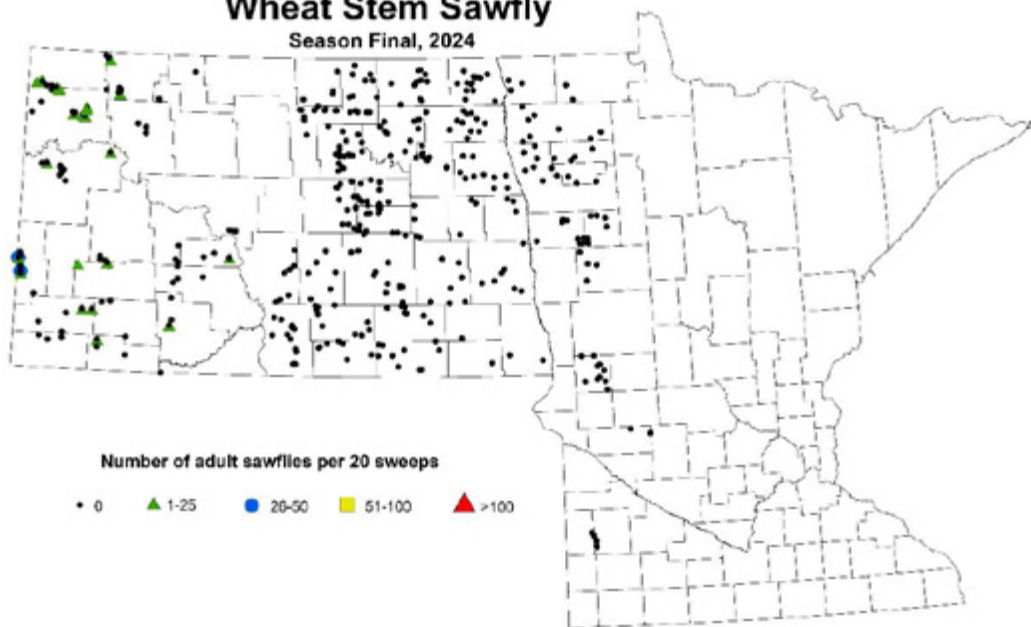 Wheat Stem Sawfly
Season Final, 2024
Number of adult sawflies per 20 sweeps
0 1-25 26-50 51-100 >100